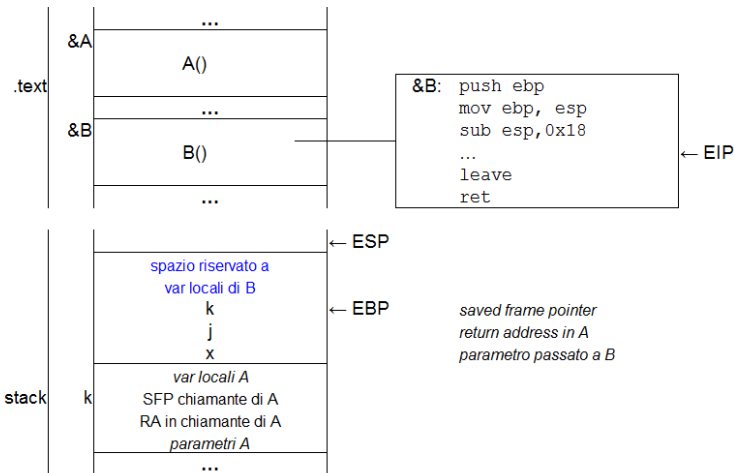 ...
&A
A()
.text
...
&B
B()
...
&B: push ebp
mov ebp, esp
sub esp,0x18
...
leave
ret
← EIP
← ESP
spazio riservato a
var locali di B
k ← EBP saved frame pointer
j return address in A
x parametro passato a B
var locali A
stack k SFP chiamante di A
RA in chiamante di A
parametri A
...